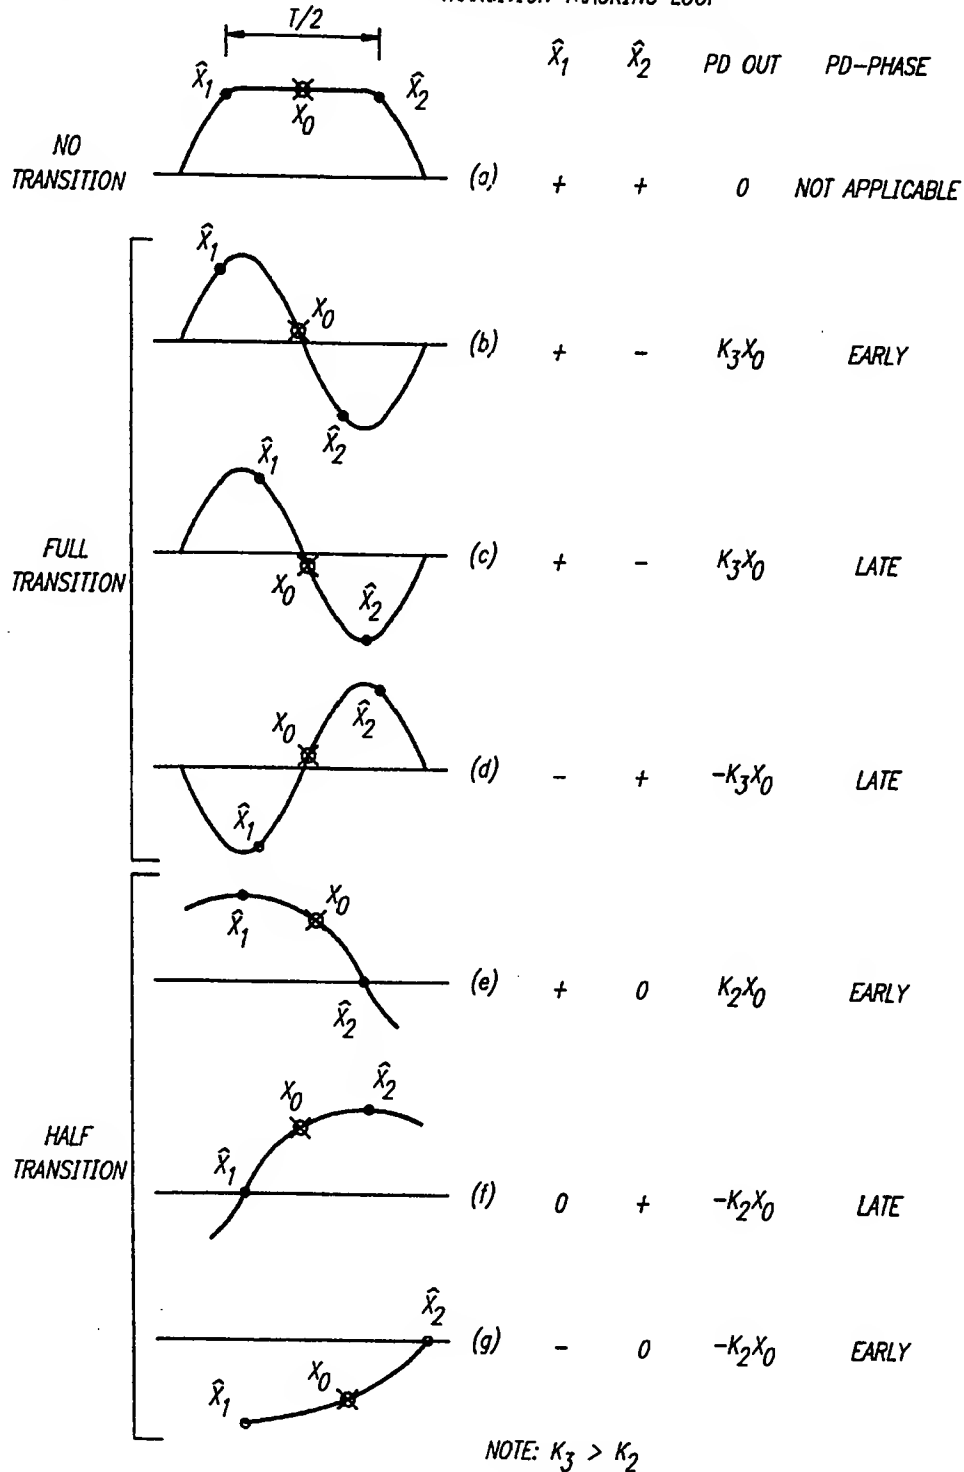 T/2
X̂1 X̂2 PD OUT PD-PHASE
X̂1 X0 X̂2
NO TRANSITION
(a) + + 0 NOT APPLICABLE
X̂1 X0 X̂2
(b) + - K3X0 EARLY
FULL TRANSITION
X̂1 X0 X̂2
(c) + - K3X0 LATE
X̂1 X0 X̂2
(d) - + -K3X0 LATE
X̂1 X0 X̂2
(e) + 0 K2X0 EARLY
HALF TRANSITION
X̂1 X0 X̂2
(f) 0 + -K2X0 LATE
X̂1 X0 X̂2
(g) - 0 -K2X0 EARLY
NOTE: K3 > K2